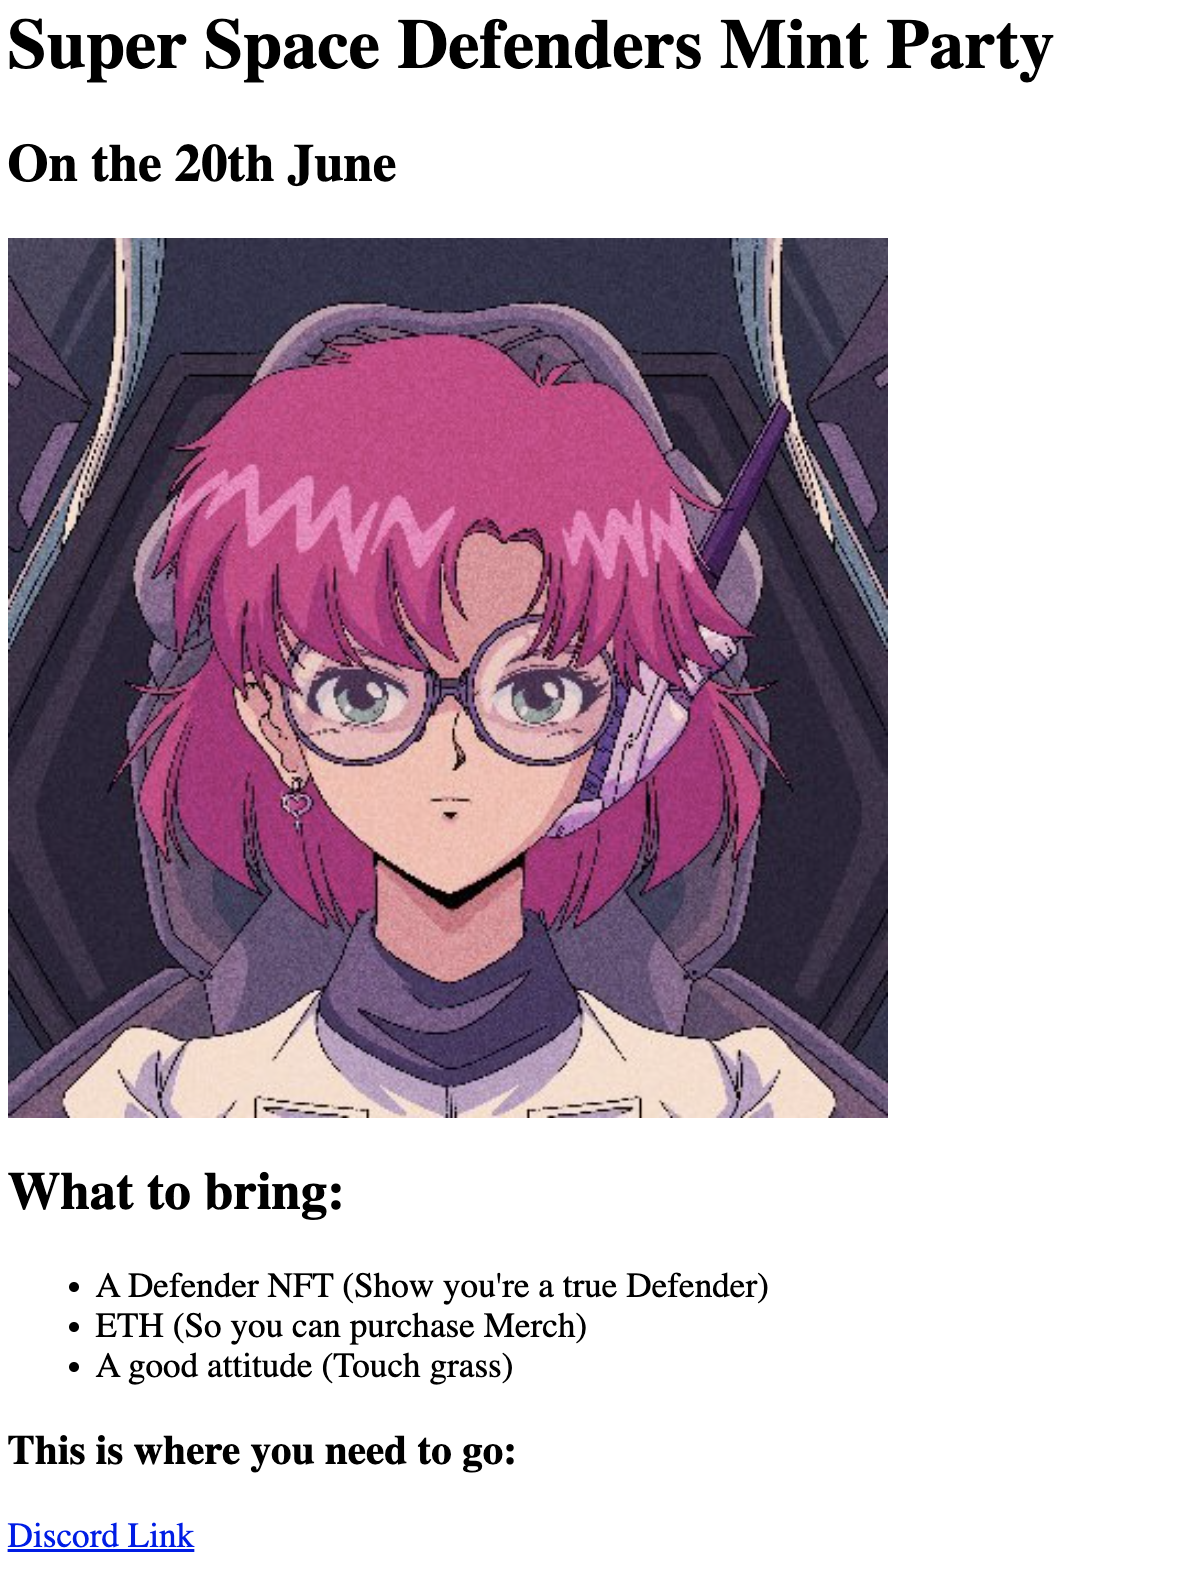 Super Space Defenders Mint Party
On the 20th June
What to bring:
A Defender NFT (Show you're a true Defender)
ETH (So you can purchase Merch)
A good attitude (Touch grass)
This is where you need to go:
Discord Link